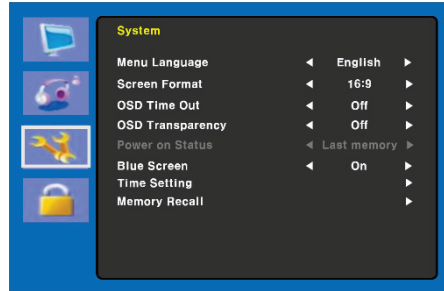 System
Menu Language English
Screen Format 16:9
OSD Time Out Off
OSD Transparency Off
Power on Status Last memory
Blue Screen On
Time Setting
Memory Recall